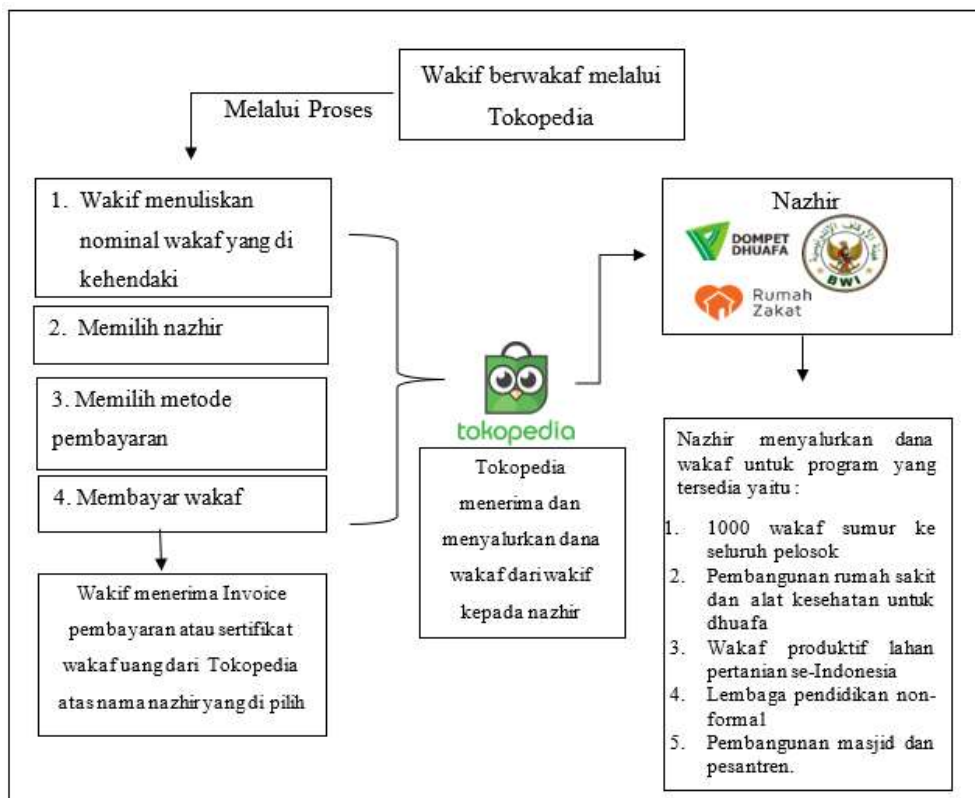 Wakif berwakaf melalui
Tokopedia
Melalui Proses
1. Wakif menuliskan
nominal wakaf yang di
kehendaki
2. Memilih nazhir
3. Memilih metode
pembayaran
4. Membayar wakaf
Wakif menerima Invoice
pembayaran atau sertifikat
wakaf uang dari Tokopedia
atas nama nazhir yang di pilih
tokopedia
Tokopedia
menerima dan
menyalurkan dana
wakaf dari wakif
kepada nazhir
Nazhir
DOMPET
DHUAFA
BWI
Rumah
Zakat
Nazhir menyalurkan dana
wakaf untuk program yang
tersedia yaitu :
1. 1000 wakaf sumur ke
seluruh pelosok
2. Pembangunan rumah sakit
dan alat kesehatan untuk
dhuafa
3. Wakaf produktif lahan
pertanian se-Indonesia
4. Lembaga pendidikan non-
formal
5. Pembangunan masjid dan
pesantren.